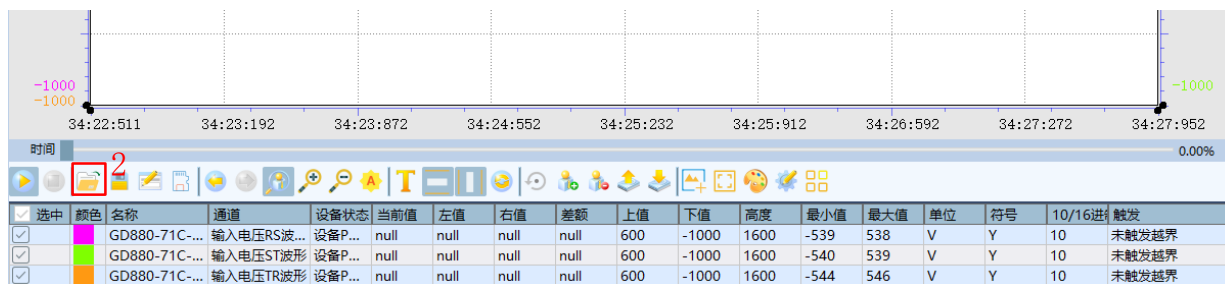 -1000
-1000
-1000
34:22:511 34:23:192 34:23:872 34:24:552 34:25:232 34:25:912 34:26:592 34:27:272 34:27:952
时间 0.00%
2
A T
选中 颜色 名称 通道 设备状态 当前值 左值 右值 差额 上值 下值 高度 最小值 最大值 单位 符号 10/16进制 触发
GD880-71C-... 输入电压RS波... 设备P... null null null null 600 -1000 1600 -539 538 V Y 10 未触发越界
GD880-71C-... 输入电压ST波形 设备P... null null null null 600 -1000 1600 -540 539 V Y 10 未触发越界
GD880-71C-... 输入电压TR波形 设备P... null null null null 600 -1000 1600 -544 546 V Y 10 未触发越界